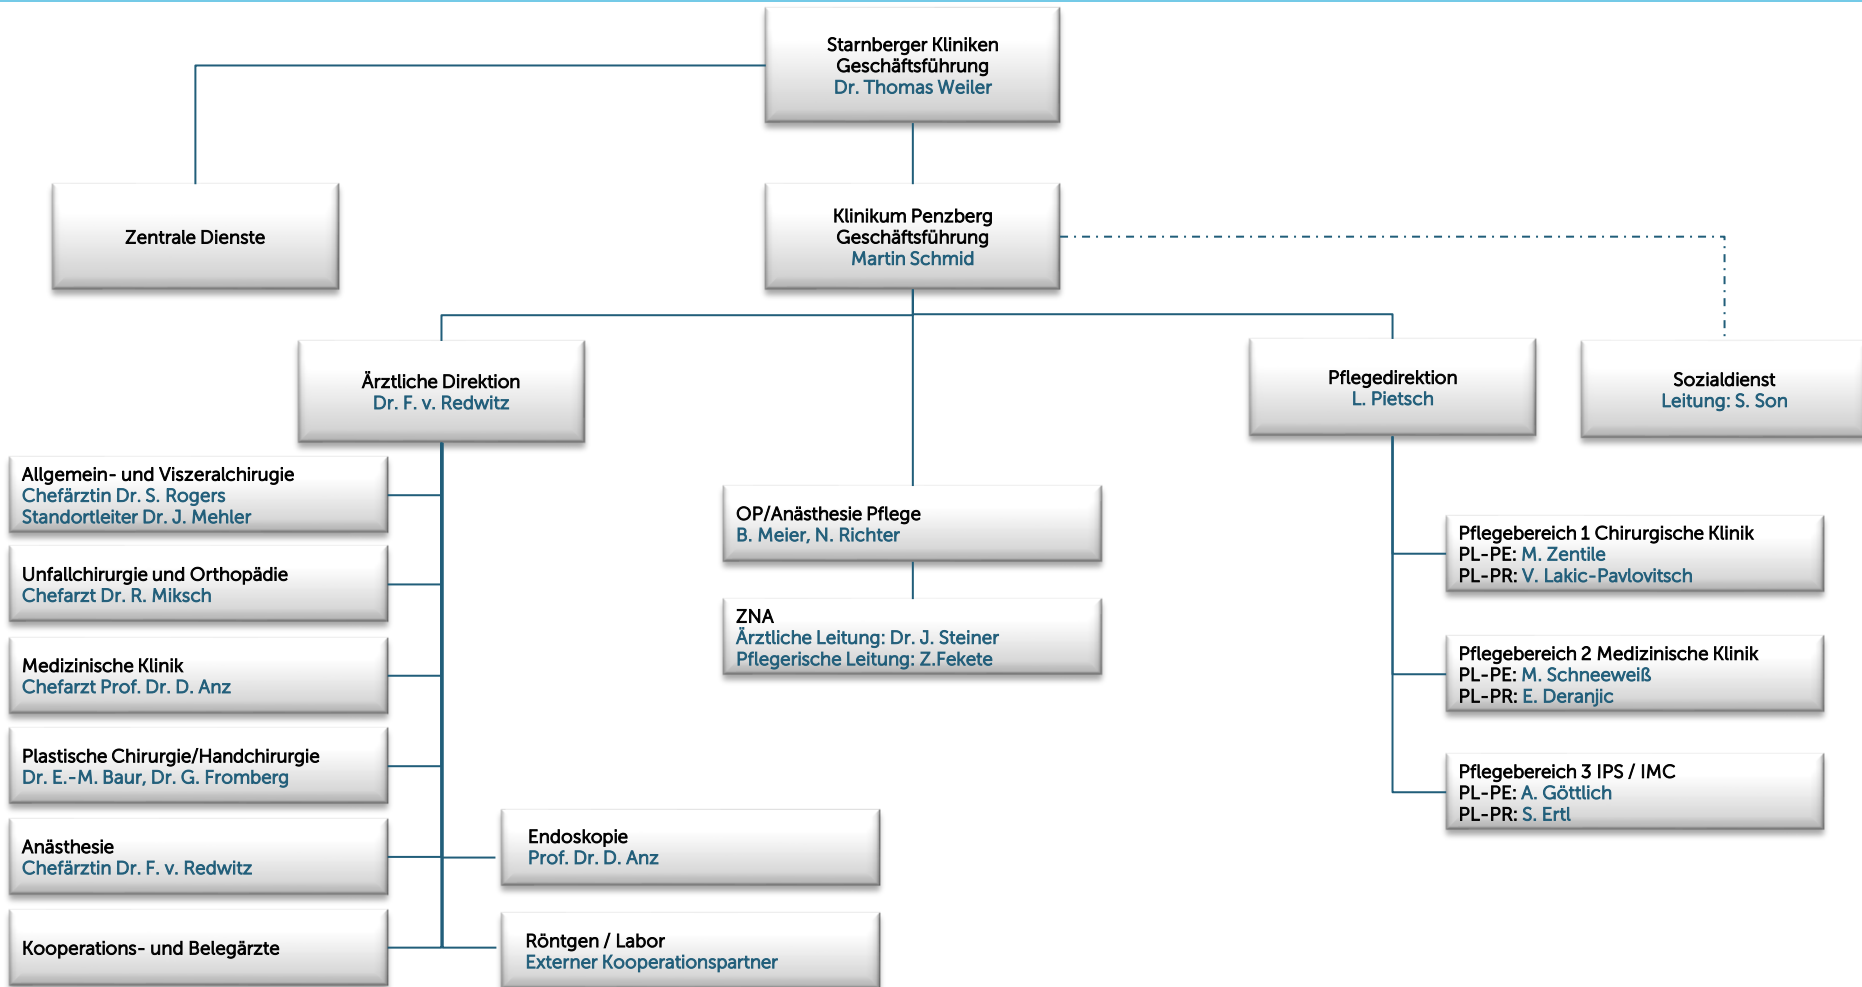 Starnberger Kliniken
Geschäftsführung
Dr. Thomas Weiler
Zentrale Dienste
Klinikum Penzberg
Geschäftsführung
Martin Schmid
Ärztliche Direktion
Dr. F. v. Redwitz
Pflegedirektion
L. Pietsch
Sozialdienst
Leitung: S. Son
Allgemein- und Viszeralchirugie
Chefärztin Dr. S. Rogers
Standortleiter Dr. J. Mehler
Unfallchirurgie und Orthopädie
Chefarzt Dr. R. Miksch
Medizinische Klinik
Chefarzt Prof. Dr. D. Anz
Plastische Chirurgie/Handchirurgie
Dr. E.-M. Baur, Dr. G. Fromberg
Anästhesie
Chefärztin Dr. F. v. Redwitz
Kooperations- und Belegärzte
Endoskopie
Prof. Dr. D. Anz
Röntgen / Labor
Externer Kooperationspartner
OP/Anästhesie Pflege
B. Meier, N. Richter
ZNA
Ärztliche Leitung: Dr. J. Steiner
Pflegerische Leitung: Z.Fekete
Pflegebereich 1 Chirurgische Klinik
PL-PE: M. Zentile
PL-PR: V. Lakic-Pavlovitsch
Pflegebereich 2 Medizinische Klinik
PL-PE: M. Schneeweiß
PL-PR: E. Deranjic
Pflegebereich 3 IPS / IMC
PL-PE: A. Göttlich
PL-PR: S. Ertl